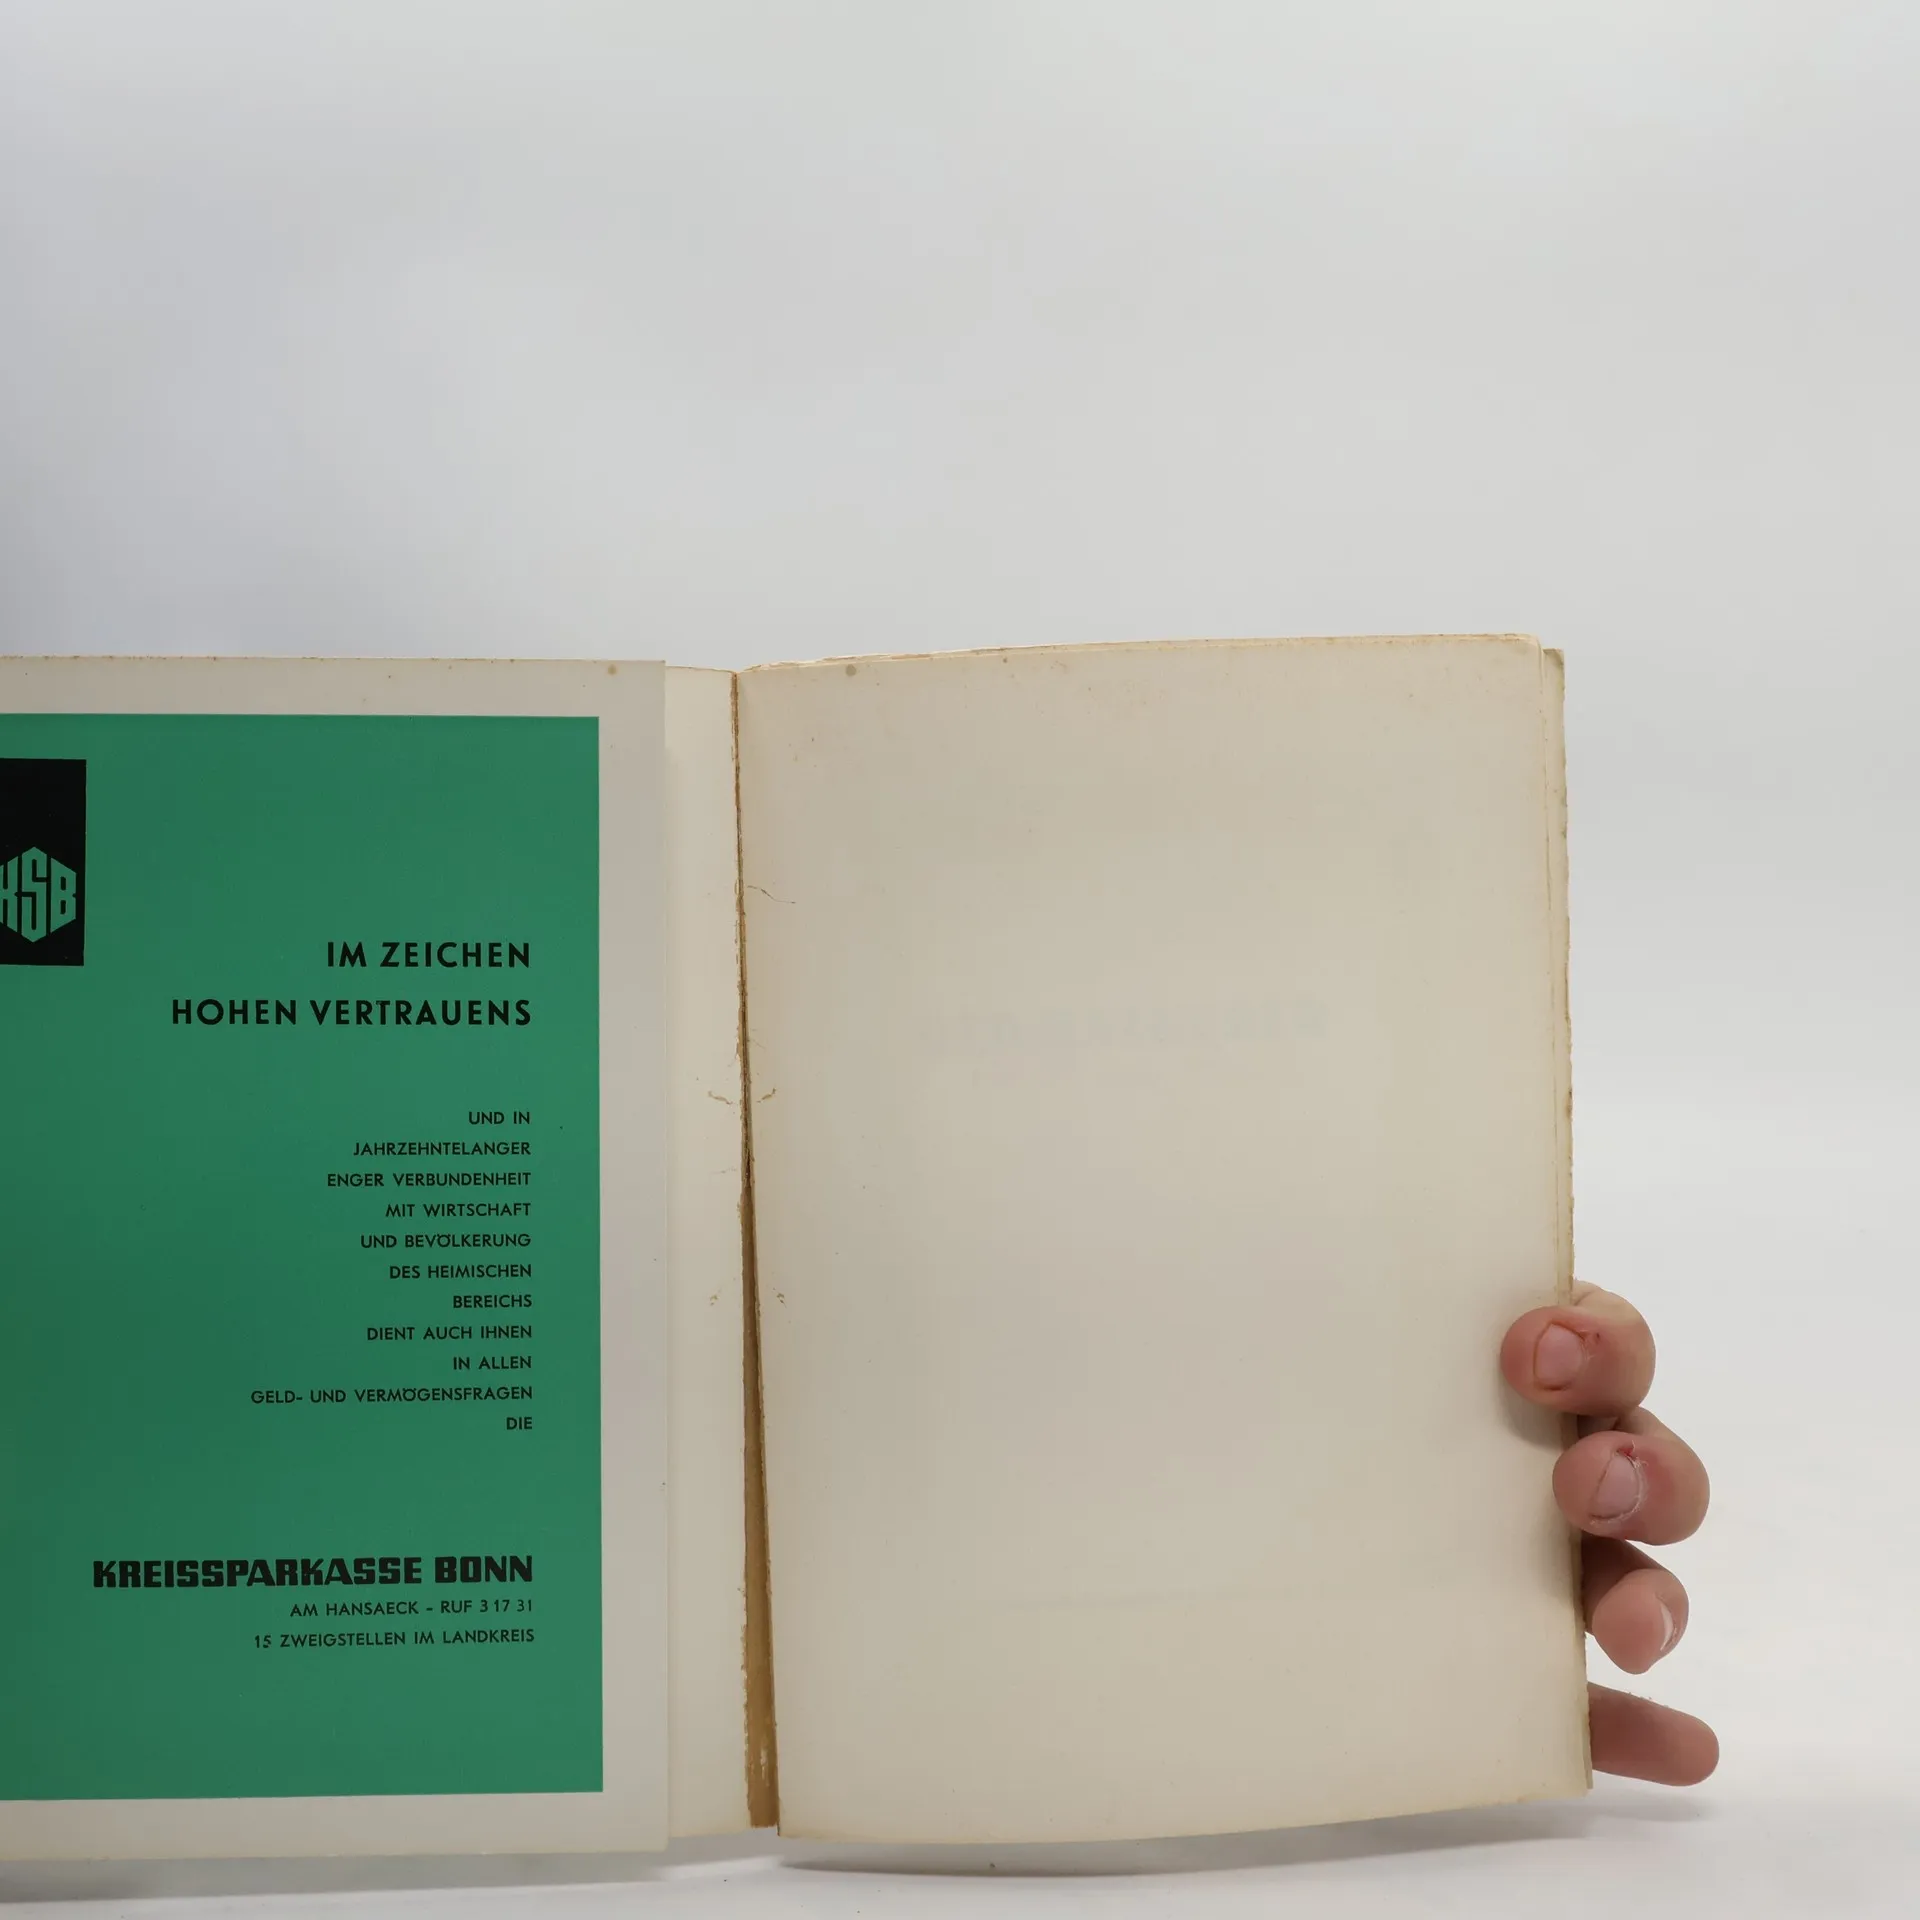 KSB
IM ZEICHEN
HOHEN VERTRAUENS
UND IN
JAHRZEHNTELANGER
ENGER VERBUNDENHEIT
MIT WIRTSCHAFT
UND BEVÖLKERUNG
DES HEIMISCHEN
BEREICHS
DIENT AUCH IHNEN
IN ALLEN
GELD- UND VERMÖGENSFRAGEN
DIE
KREISSPARKASSE BONN
AM HANSAECK - RUF 3 17 31
15 ZWEIGSTELLEN IM LANDKREIS